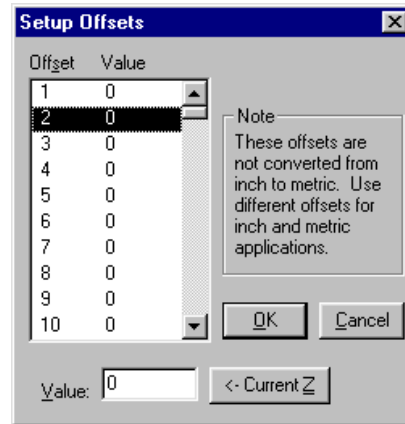 Setup Offsets
Offset Value
1 0
2 0
3 0
4 0
5 0
6 0
7 0
8 0
9 0
10 0
Note
These offsets are
not converted from
inch to metric. Use
different offsets for
inch and metric
applications.
OK Cancel
Value: 0 <- Current Z